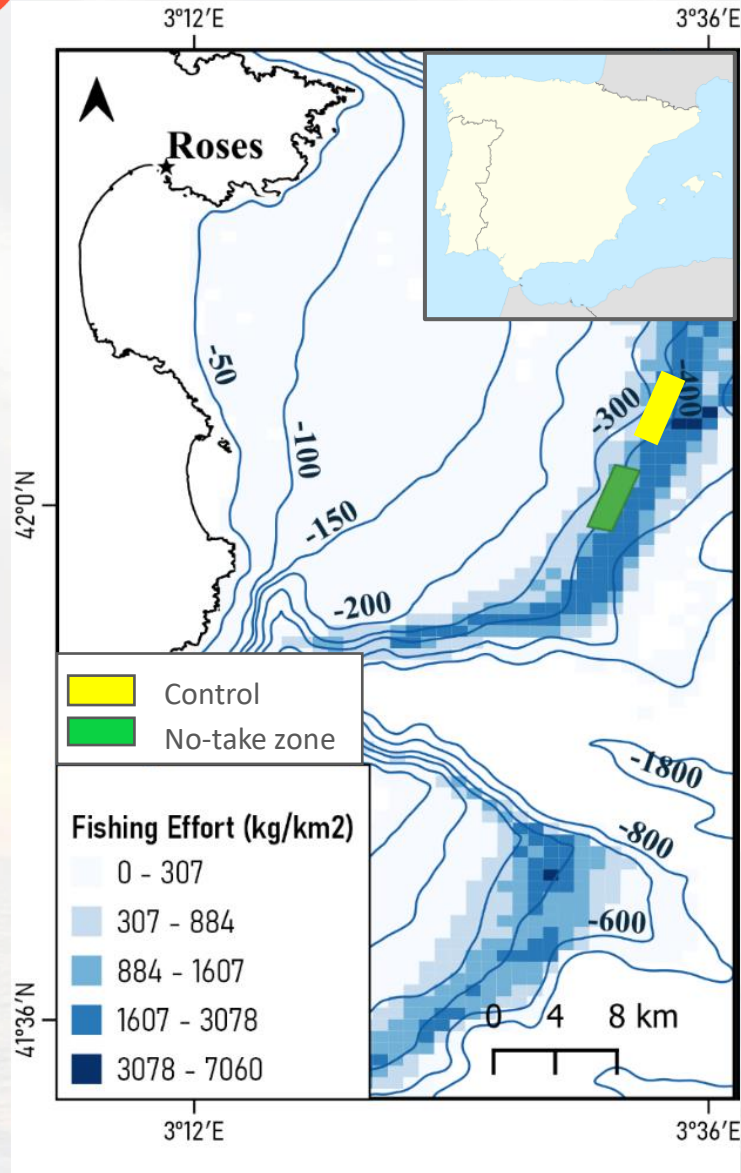 3°12′E 3°36′E
Roses
-50
-100
-150
-200
-300
-400
42°0′N
Control
No-take zone
-1800
-800
-600
Fishing Effort (kg/km2)
0 - 307
307 - 884
884 - 1607
1607 - 3078
3078 - 7060
0 4 8 km
41°36′N
3°12′E 3°36′E